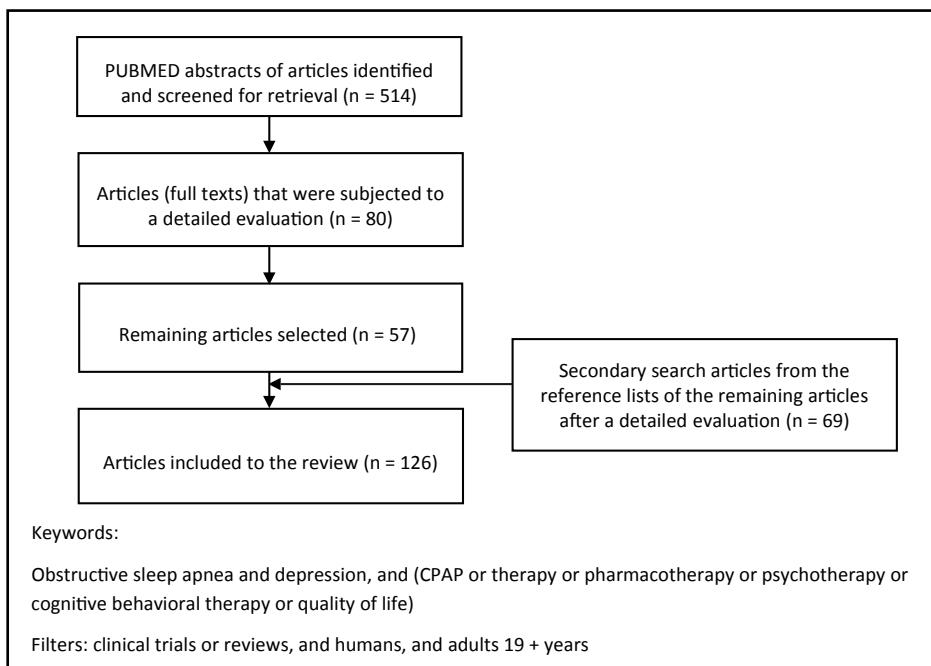 PUBMED abstracts of articles identified
and screened for retrieval (n = 514)
Articles (full texts) that were subjected to
a detailed evaluation (n = 80)
Remaining articles selected (n = 57)
Secondary search articles from the
reference lists of the remaining articles
after a detailed evaluation (n = 69)
Articles included to the review (n = 126)
Keywords:
Obstructive sleep apnea and depression, and (CPAP or therapy or pharmacotherapy or psychotherapy or
cognitive behavioral therapy or quality of life)
Filters: clinical trials or reviews, and humans, and adults 19 + years